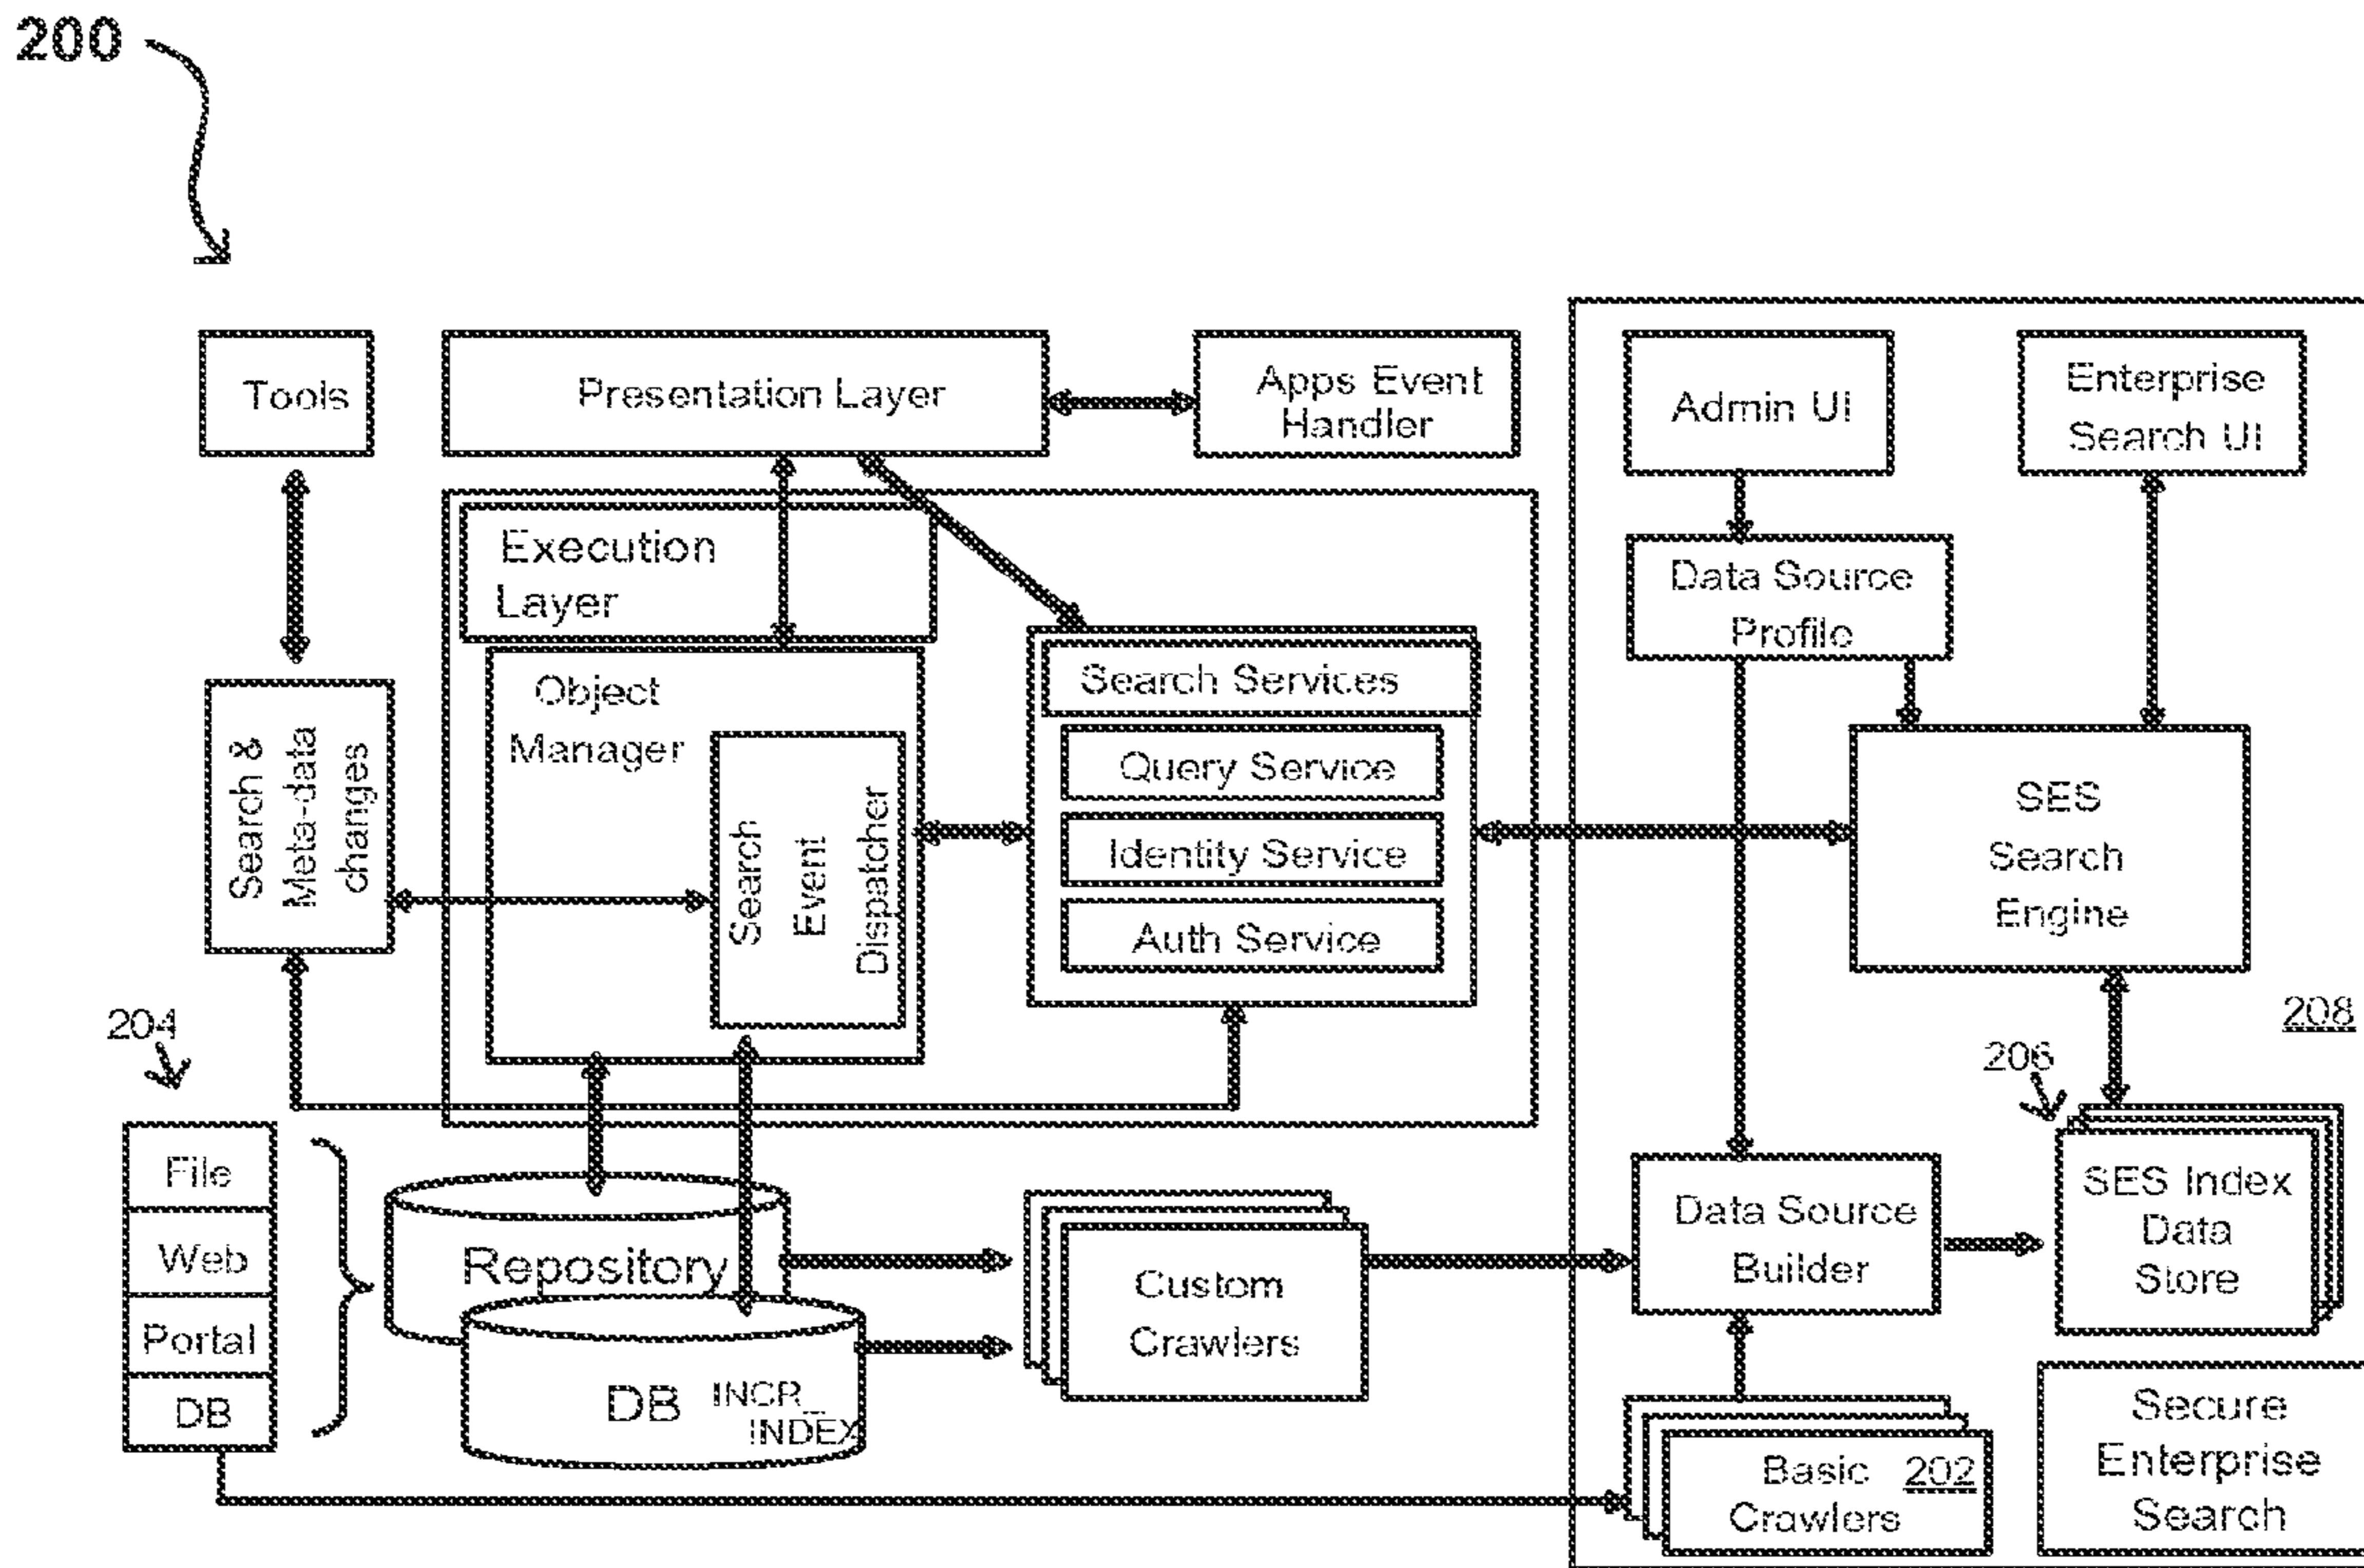 200
Tools
Presentation Layer
Apps Event
Handler
Admin UI
Enterprise
Search UI
Execution
Layer
Data Source
Profile
Object
Manager
Search Services
Search &
Meta-data
changes
Search
Event
Dispatcher
Query Service
Identity Service
Auth Service
SES
Search
Engine
204
208
206
File
Web
Portal
DB
Repository
DB INCR_
INDEX
Custom
Crawlers
Data Source
Builder
SES Index
Data
Store
Basic 202
Crawlers
Secure
Enterprise
Search